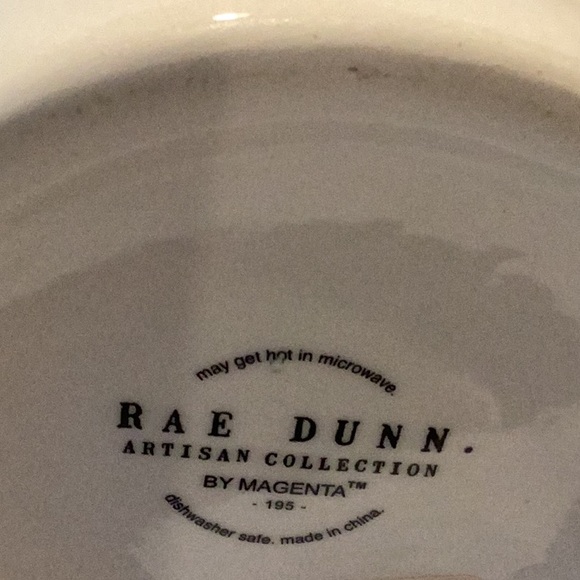 may get hot in microwave.
RAE DUNN.
ARTISAN COLLECTION
BY MAGENTA™
- 195 -
dishwasher safe. made in china.